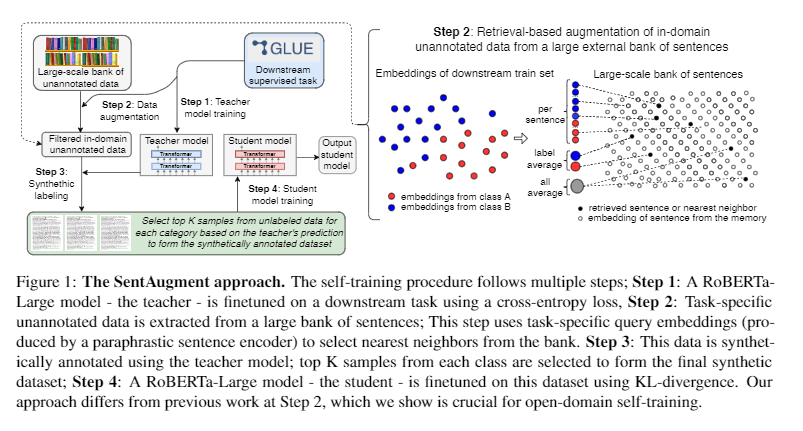 Large-scale bank of
unannotated data
GLUE
Downstream
supervised task
Step 2: Data
augmentation
Step 1: Teacher
model training
Filtered in-domain
unannotated data
Teacher model
Transformer
Transformer
Student model
Transformer
Transformer
Output
student
model
Step 3:
Synthethic
labeling
Step 4: Student
model training
Select top K samples from unlabeled data for
each category based on the teacher's prediction
to form the synthetically annotated dataset
Step 2: Retrieval-based augmentation of in-domain
unannotated data from a large external bank of sentences
Embeddings of downstream train set
Large-scale bank of sentences
per
sentence
label
average
all
average
embeddings from class A
embeddings from class B
retrieved sentence or nearest neighbor
embedding of sentence from the memory
Figure 1: The SentAugment approach. The self-training procedure follows multiple steps; Step 1: A RoBERTa-
Large model - the teacher - is finetuned on a downstream task using a cross-entropy loss, Step 2: Task-specific
unannotated data is extracted from a large bank of sentences; This step uses task-specific query embeddings (pro-
duced by a paraphrastic sentence encoder) to select nearest neighbors from the bank. Step 3: This data is synthet-
ically annotated using the teacher model; top K samples from each class are selected to form the final synthetic
dataset; Step 4: A RoBERTa-Large model - the student - is finetuned on this dataset using KL-divergence. Our
approach differs from previous work at Step 2, which we show is crucial for open-domain self-training.